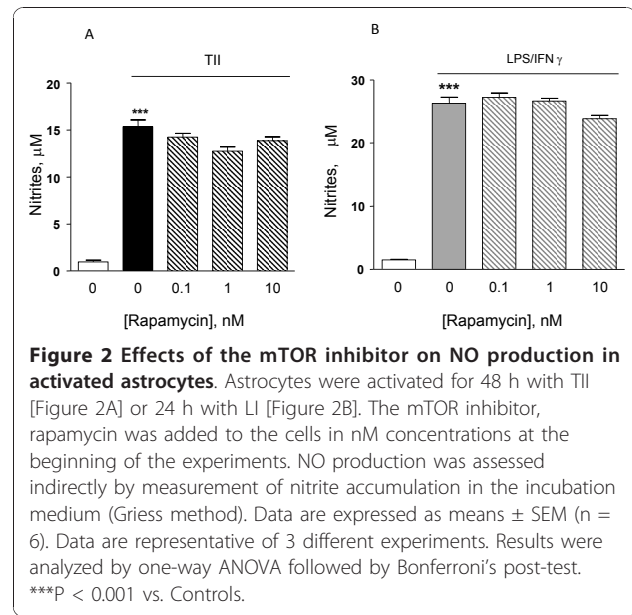 A
TII
20
15
10
5
0
Nitrites, μM
***
0 0 0.1 1 10
[Rapamycin], nM
B
LPS/IFN γ
30
20
10
0
Nitrites, μM
***
0 0 0.1 1 10
[Rapamycin], nM
Figure 2 Effects of the mTOR inhibitor on NO production in
activated astrocytes. Astrocytes were activated for 48 h with TII
[Figure 2A] or 24 h with LI [Figure 2B]. The mTOR inhibitor,
rapamycin was added to the cells in nM concentrations at the
beginning of the experiments. NO production was assessed
indirectly by measurement of nitrite accumulation in the incubation
medium (Griess method). Data are expressed as means ± SEM (n =
6). Data are representative of 3 different experiments. Results were
analyzed by one-way ANOVA followed by Bonferroni's post-test.
***P < 0.001 vs. Controls.